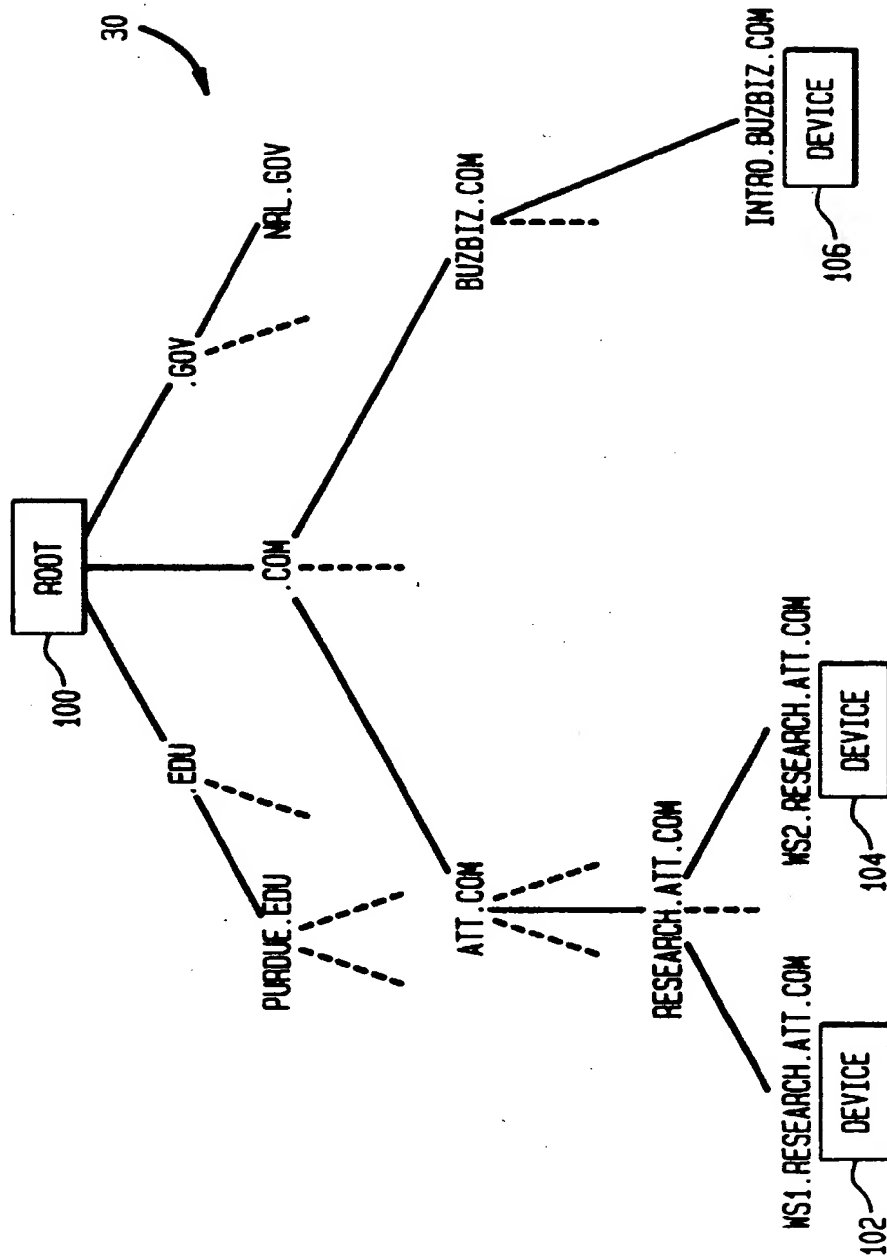 30
ROOT
100
.EDU
.GOV
PURDUE.EDU
.COM
NRL.GOV
ATT.COM
BUZBIZ.COM
RESEARCH.ATT.COM
WS1.RESEARCH.ATT.COM
WS2.RESEARCH.ATT.COM
INTRO.BUZBIZ.COM
DEVICE
DEVICE
DEVICE
102
104
106